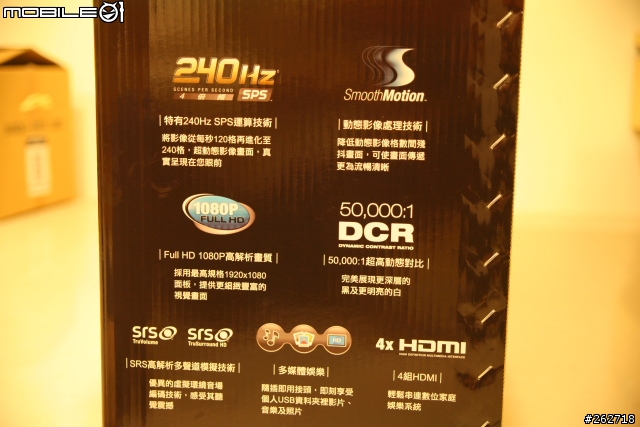 MOBILE01
240Hz
SCENES PER SECOND
4倍頻 SPS
SmoothMotion
特有240Hz SPS運算技術
將影像從每秒120格再進化至
240格，超動態影像畫面，真
實呈現在您眼前
動態影像處理技術
降低動態影像格數間殘
抖畫面，可使畫面傳遞
更為流暢清晰
1080P
FULL HD
Full HD 1080P高解析畫質
採用最高規格1920x1080
面板，提供更細緻豐富的
視覺畫面
50,000:1
DCR
DYNAMIC CONTRAST RATIO
50,000:1超高動態對比
完美展現更深層的
黑及更明亮的白
SRS
TruVolume
SRS
TruSurround HD
SRS高解析多聲道模擬技術
優異的虛擬環繞音場
編碼技術，感受其聽
覺震撼
多媒體娛樂
隨插即用接頭，即刻享受
個人USB資料夾裡影片、
音樂及照片
4x HDMI
HIGH DEFINITION MULTIMEDIA INTERFACE
4組HDMI
輕鬆串連數位家庭
娛樂系統
#262718